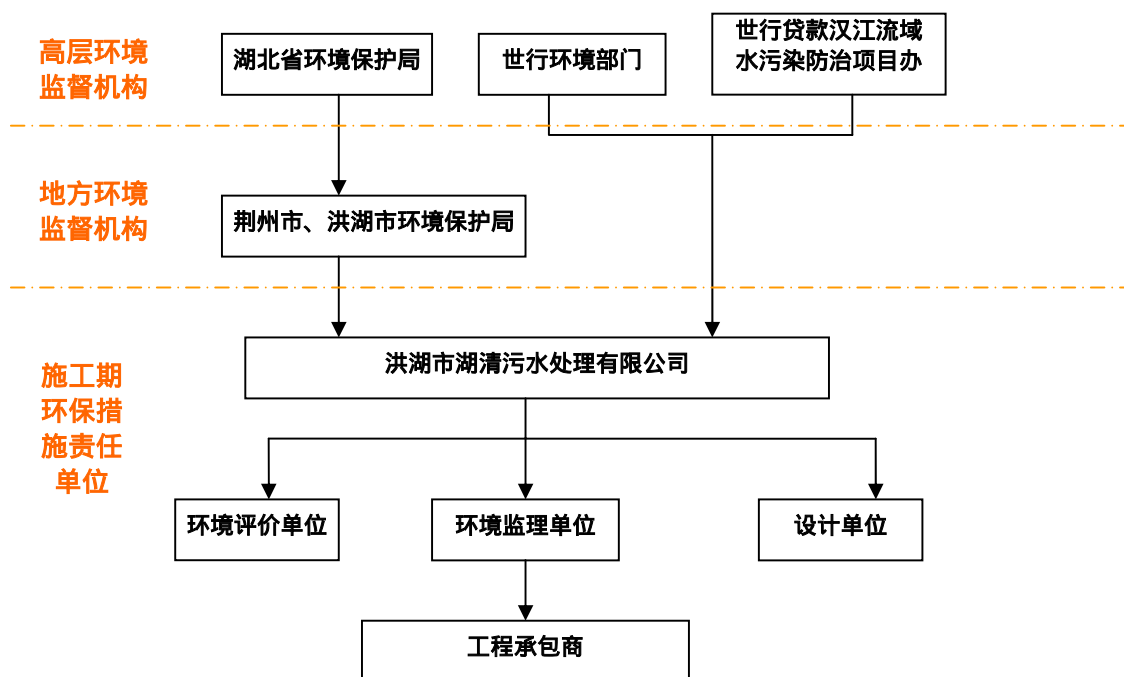 高层环境
监督机构
湖北省环境保护局
世行环境部门
世行贷款汉江流域
水污染防治项目办
地方环境
监督机构
荆州市、洪湖市环境保护局
施工期
环保措
施责任
单位
洪湖市湖清污水处理有限公司
环境评价单位
环境监理单位
设计单位
工程承包商